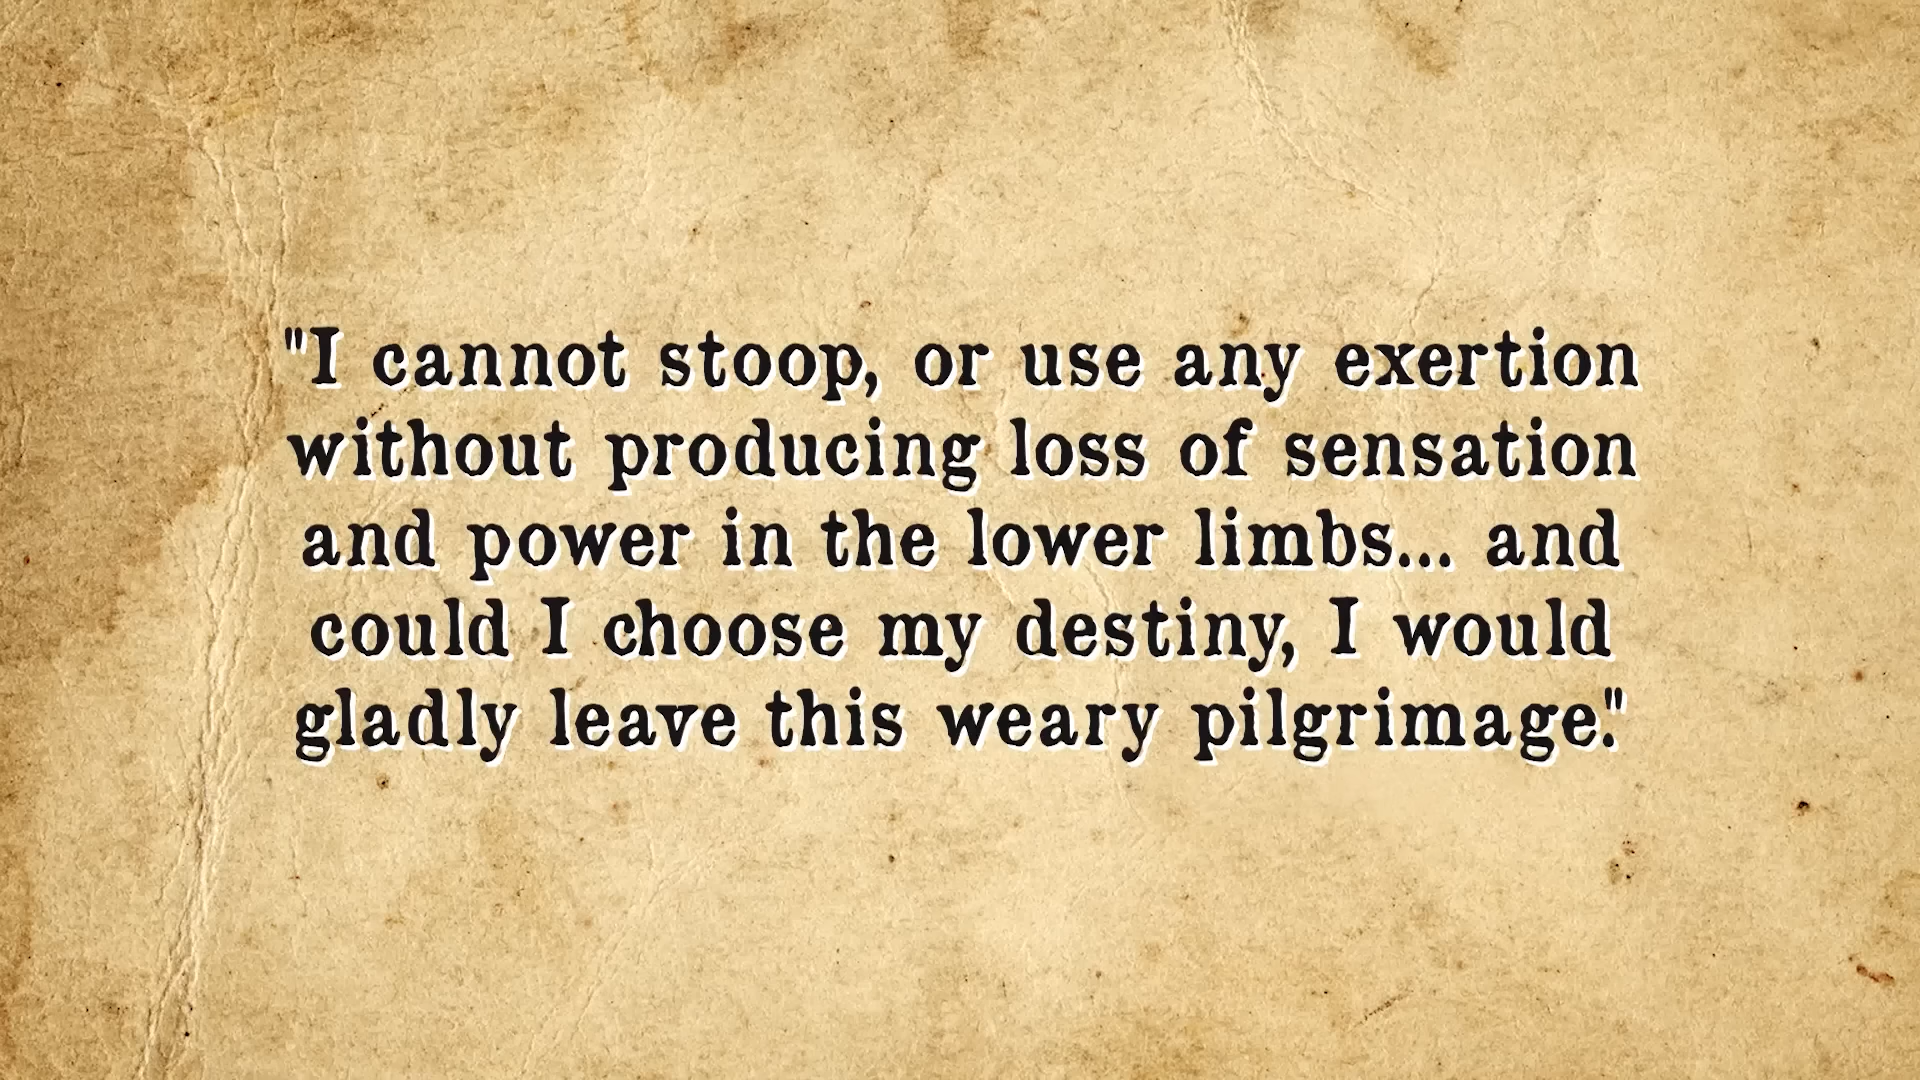 "I cannot stoop, or use any exertion
without producing loss of sensation
and power in the lower limbs... and
could I choose my destiny, I would
gladly leave this weary pilgrimage."